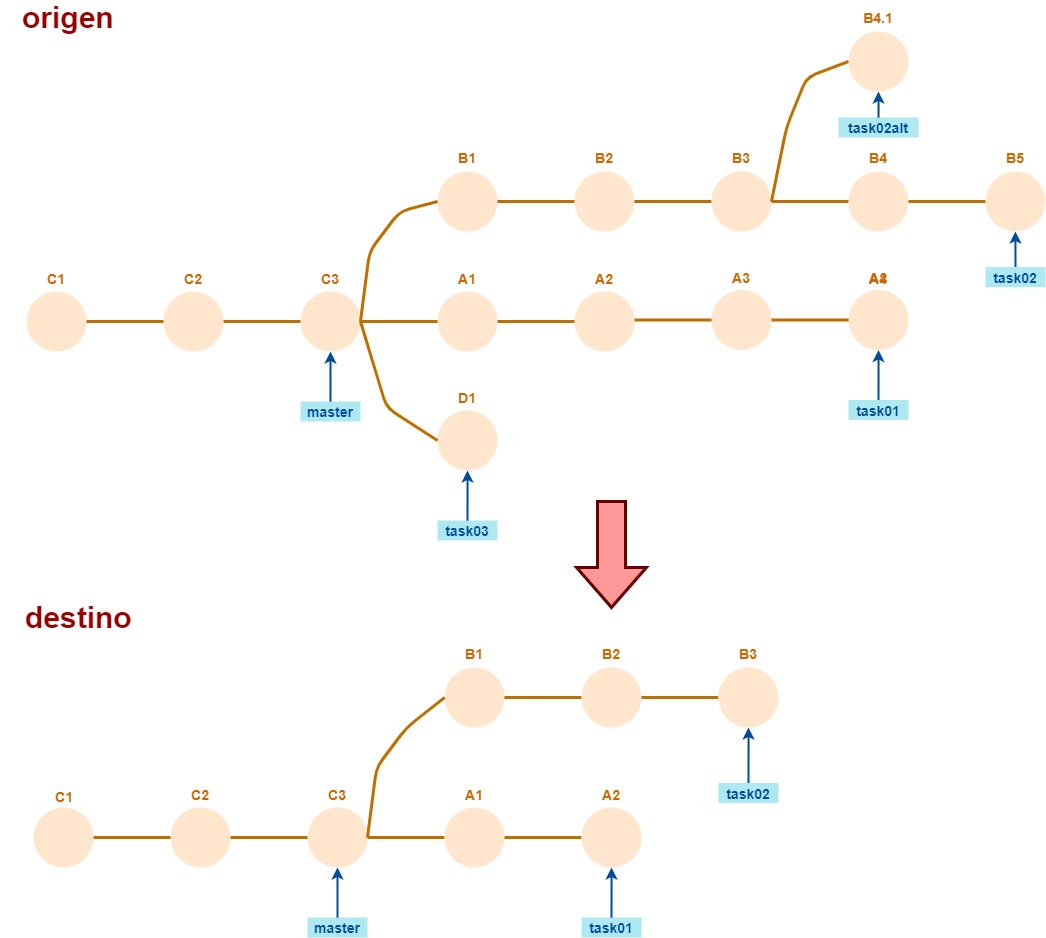 origen
B4.1
task02alt
B1 B2 B3 B4 B5
task02
C1 C2 C3 A1 A2 A3
master
task01
D1
task03
destino
B1 B2 B3
task02
C1 C2 C3 A1 A2
master
task01